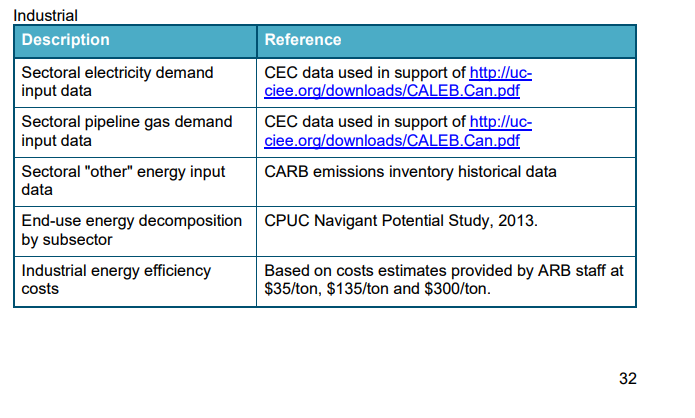 Industrial
Description
Reference
Sectoral electricity demand
input data
CEC data used in support of http://uc-
ciee.org/downloads/CALEB.Can.pdf
Sectoral pipeline gas demand
input data
CEC data used in support of http://uc-
ciee.org/downloads/CALEB.Can.pdf
Sectoral "other" energy input
data
CARB emissions inventory historical data
End-use energy decomposition
by subsector
CPUC Navigant Potential Study, 2013.
Industrial energy efficiency
costs
Based on costs estimates provided by ARB staff at
$35/ton, $135/ton and $300/ton.
32